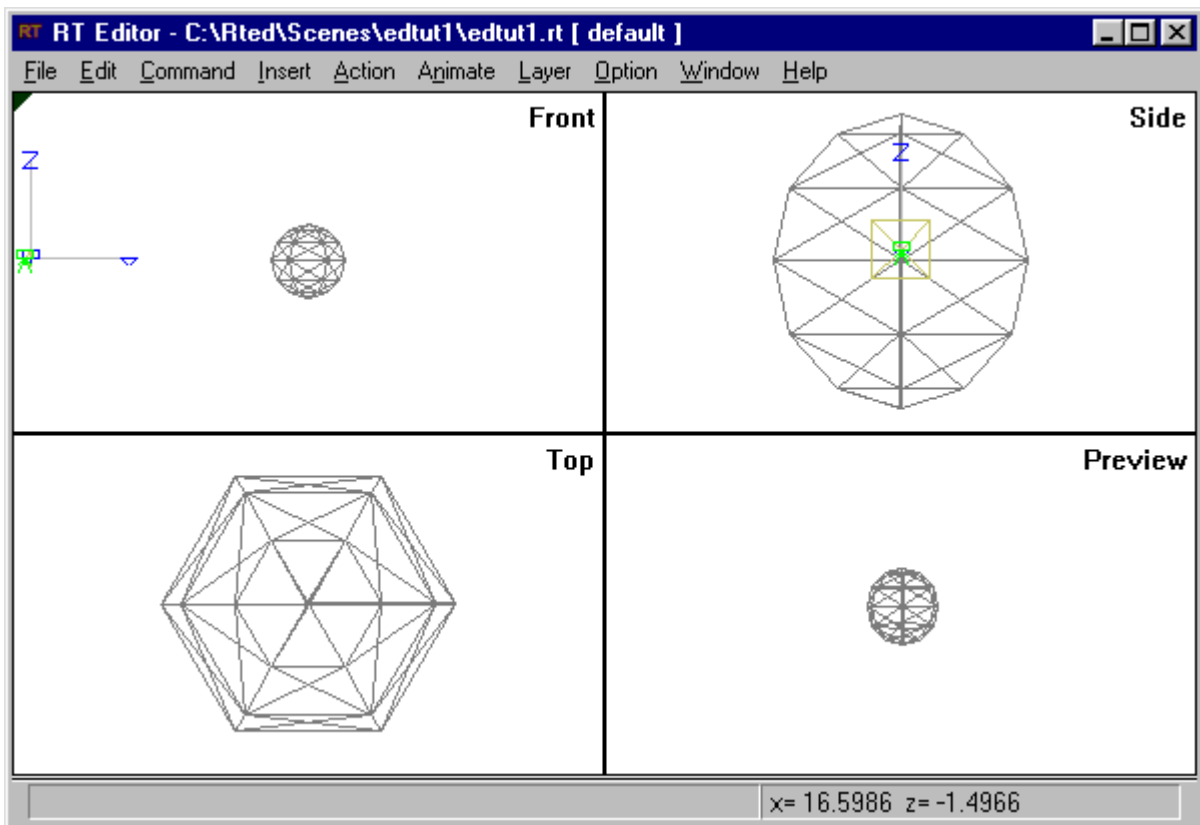 RT RT Editor - C:\Rted\Scenes\edtut1\edtut1.rt [ default ]
File Edit Command Insert Action Animate Layer Option Window Help
Front
Z
Side
Z
Top
Preview
x= 16.5986 z= -1.4966